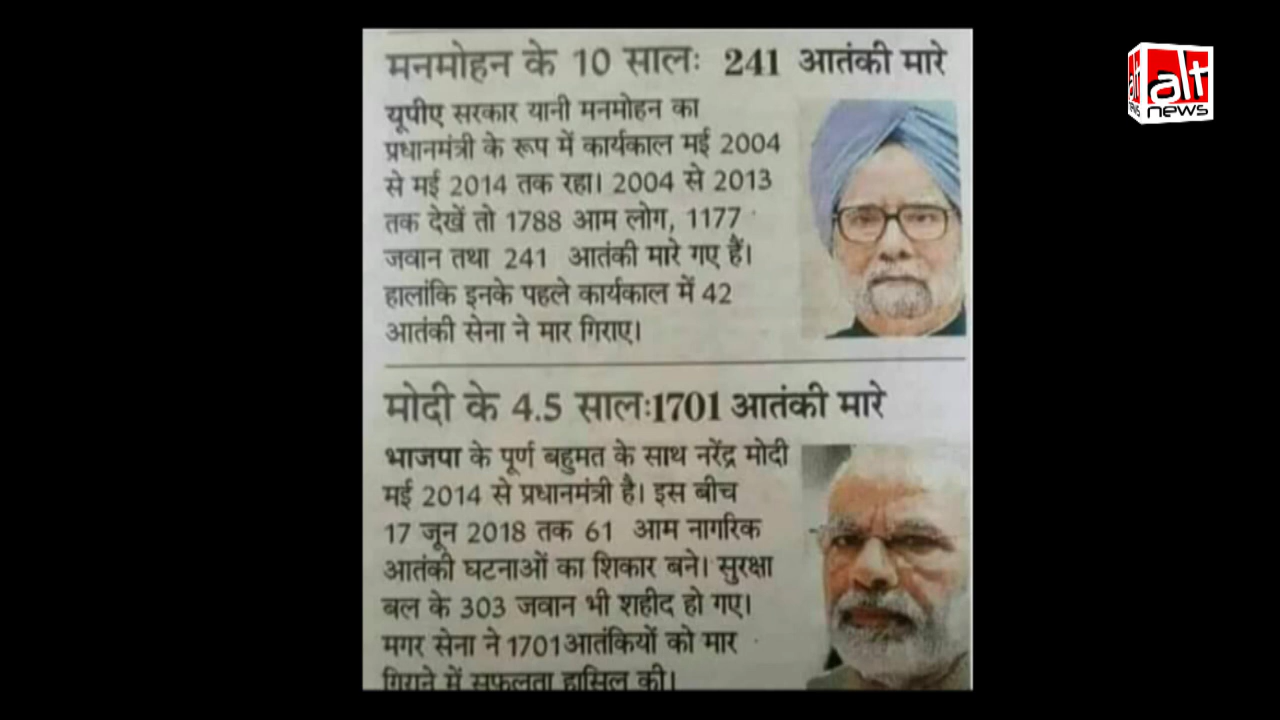 मनमोहन के 10 सालः 241 आतंकी मारे
यूपीए सरकार यानी मनमोहन का
प्रधानमंत्री के रूप में कार्यकाल मई 2004
से मई 2014 तक रहा। 2004 से 2013
तक देखें तो 1788 आम लोग, 1177
जवान तथा 241 आतंकी मारे गए हैं।
हालांकि इनके पहले कार्यकाल में 42
आतंकी सेना ने मार गिराए।
मोदी के 4.5 सालः1701 आतंकी मारे
भाजपा के पूर्ण बहुमत के साथ नरेंद्र मोदी
मई 2014 से प्रधानमंत्री है। इस बीच
17 जून 2018 तक 61 आम नागरिक
आतंकी घटनाओं का शिकार बने। सुरक्षा
बल के 303 जवान भी शहीद हो गए।
मगर सेना ने 1701आतंकियों को मार
गिराने में सफलता हासिल की।
alt
news